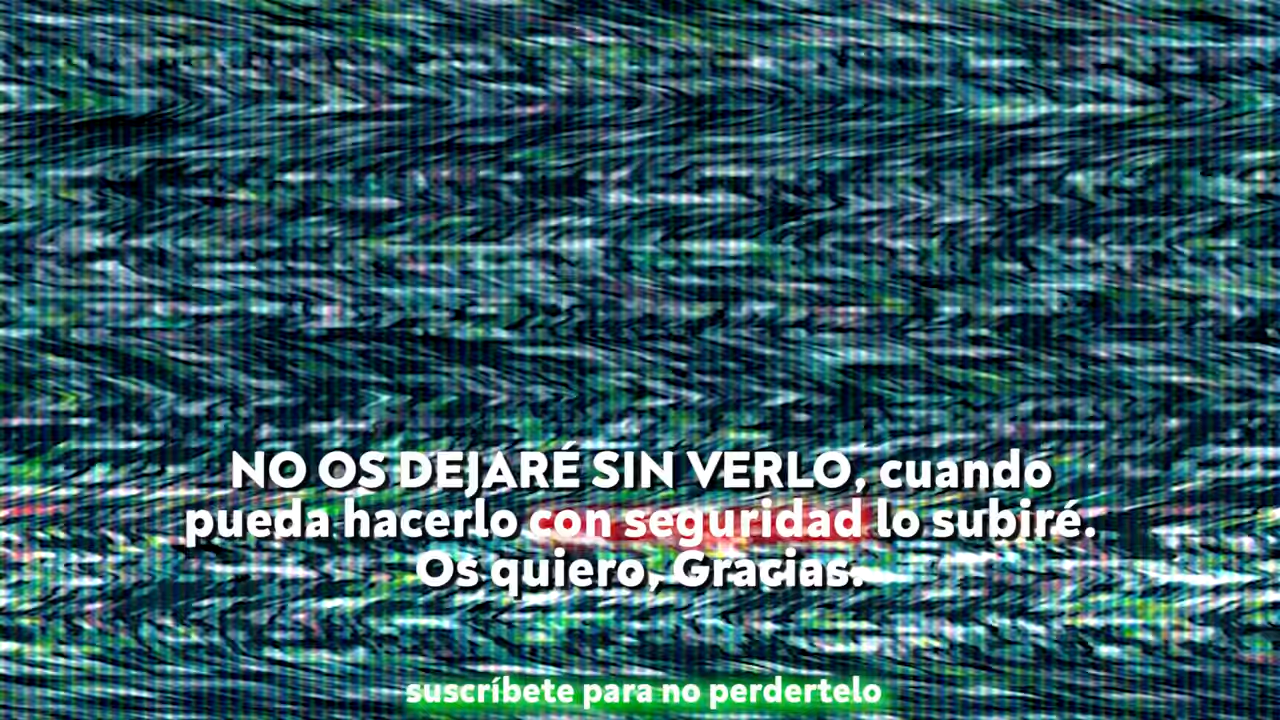 NO OS DEJARÉ SIN VERLO, cuando
pueda hacerlo con seguridad lo subiré.
Os quiero, Gracias.
suscríbete para no perdertelo